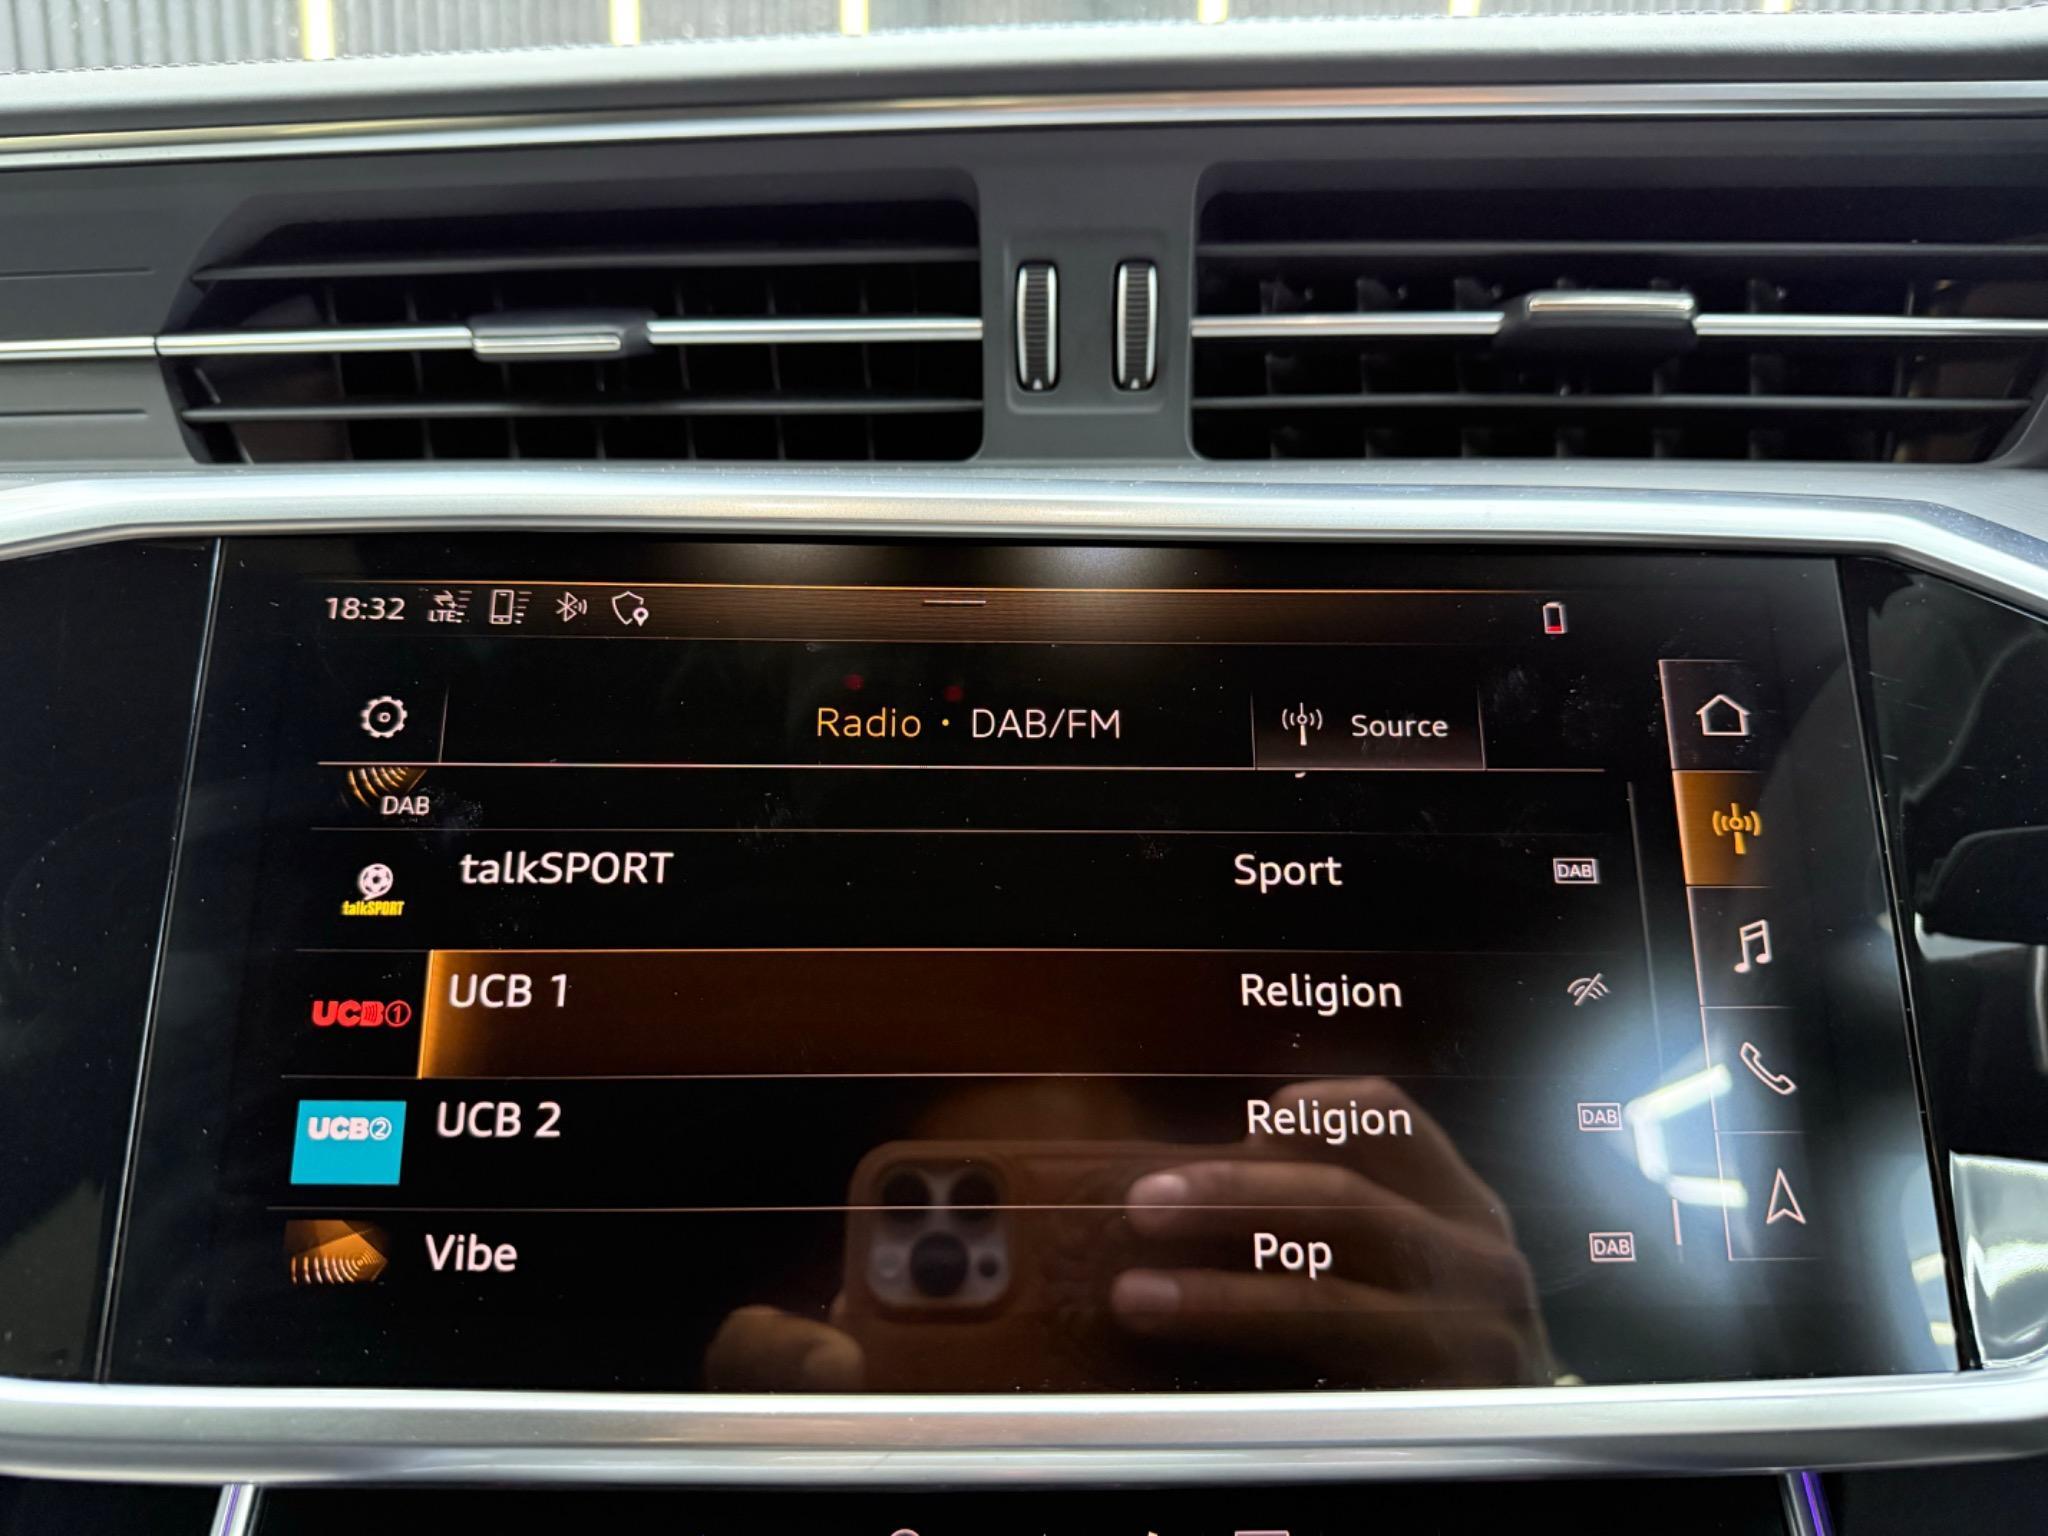 18:32 LTE
Radio • DAB/FM Source
DAB
talkSPORT Sport DAB
talkSPORT
UCB 1 Religion
UCB1
UCB 2 Religion DAB
UCB2
Vibe Pop DAB